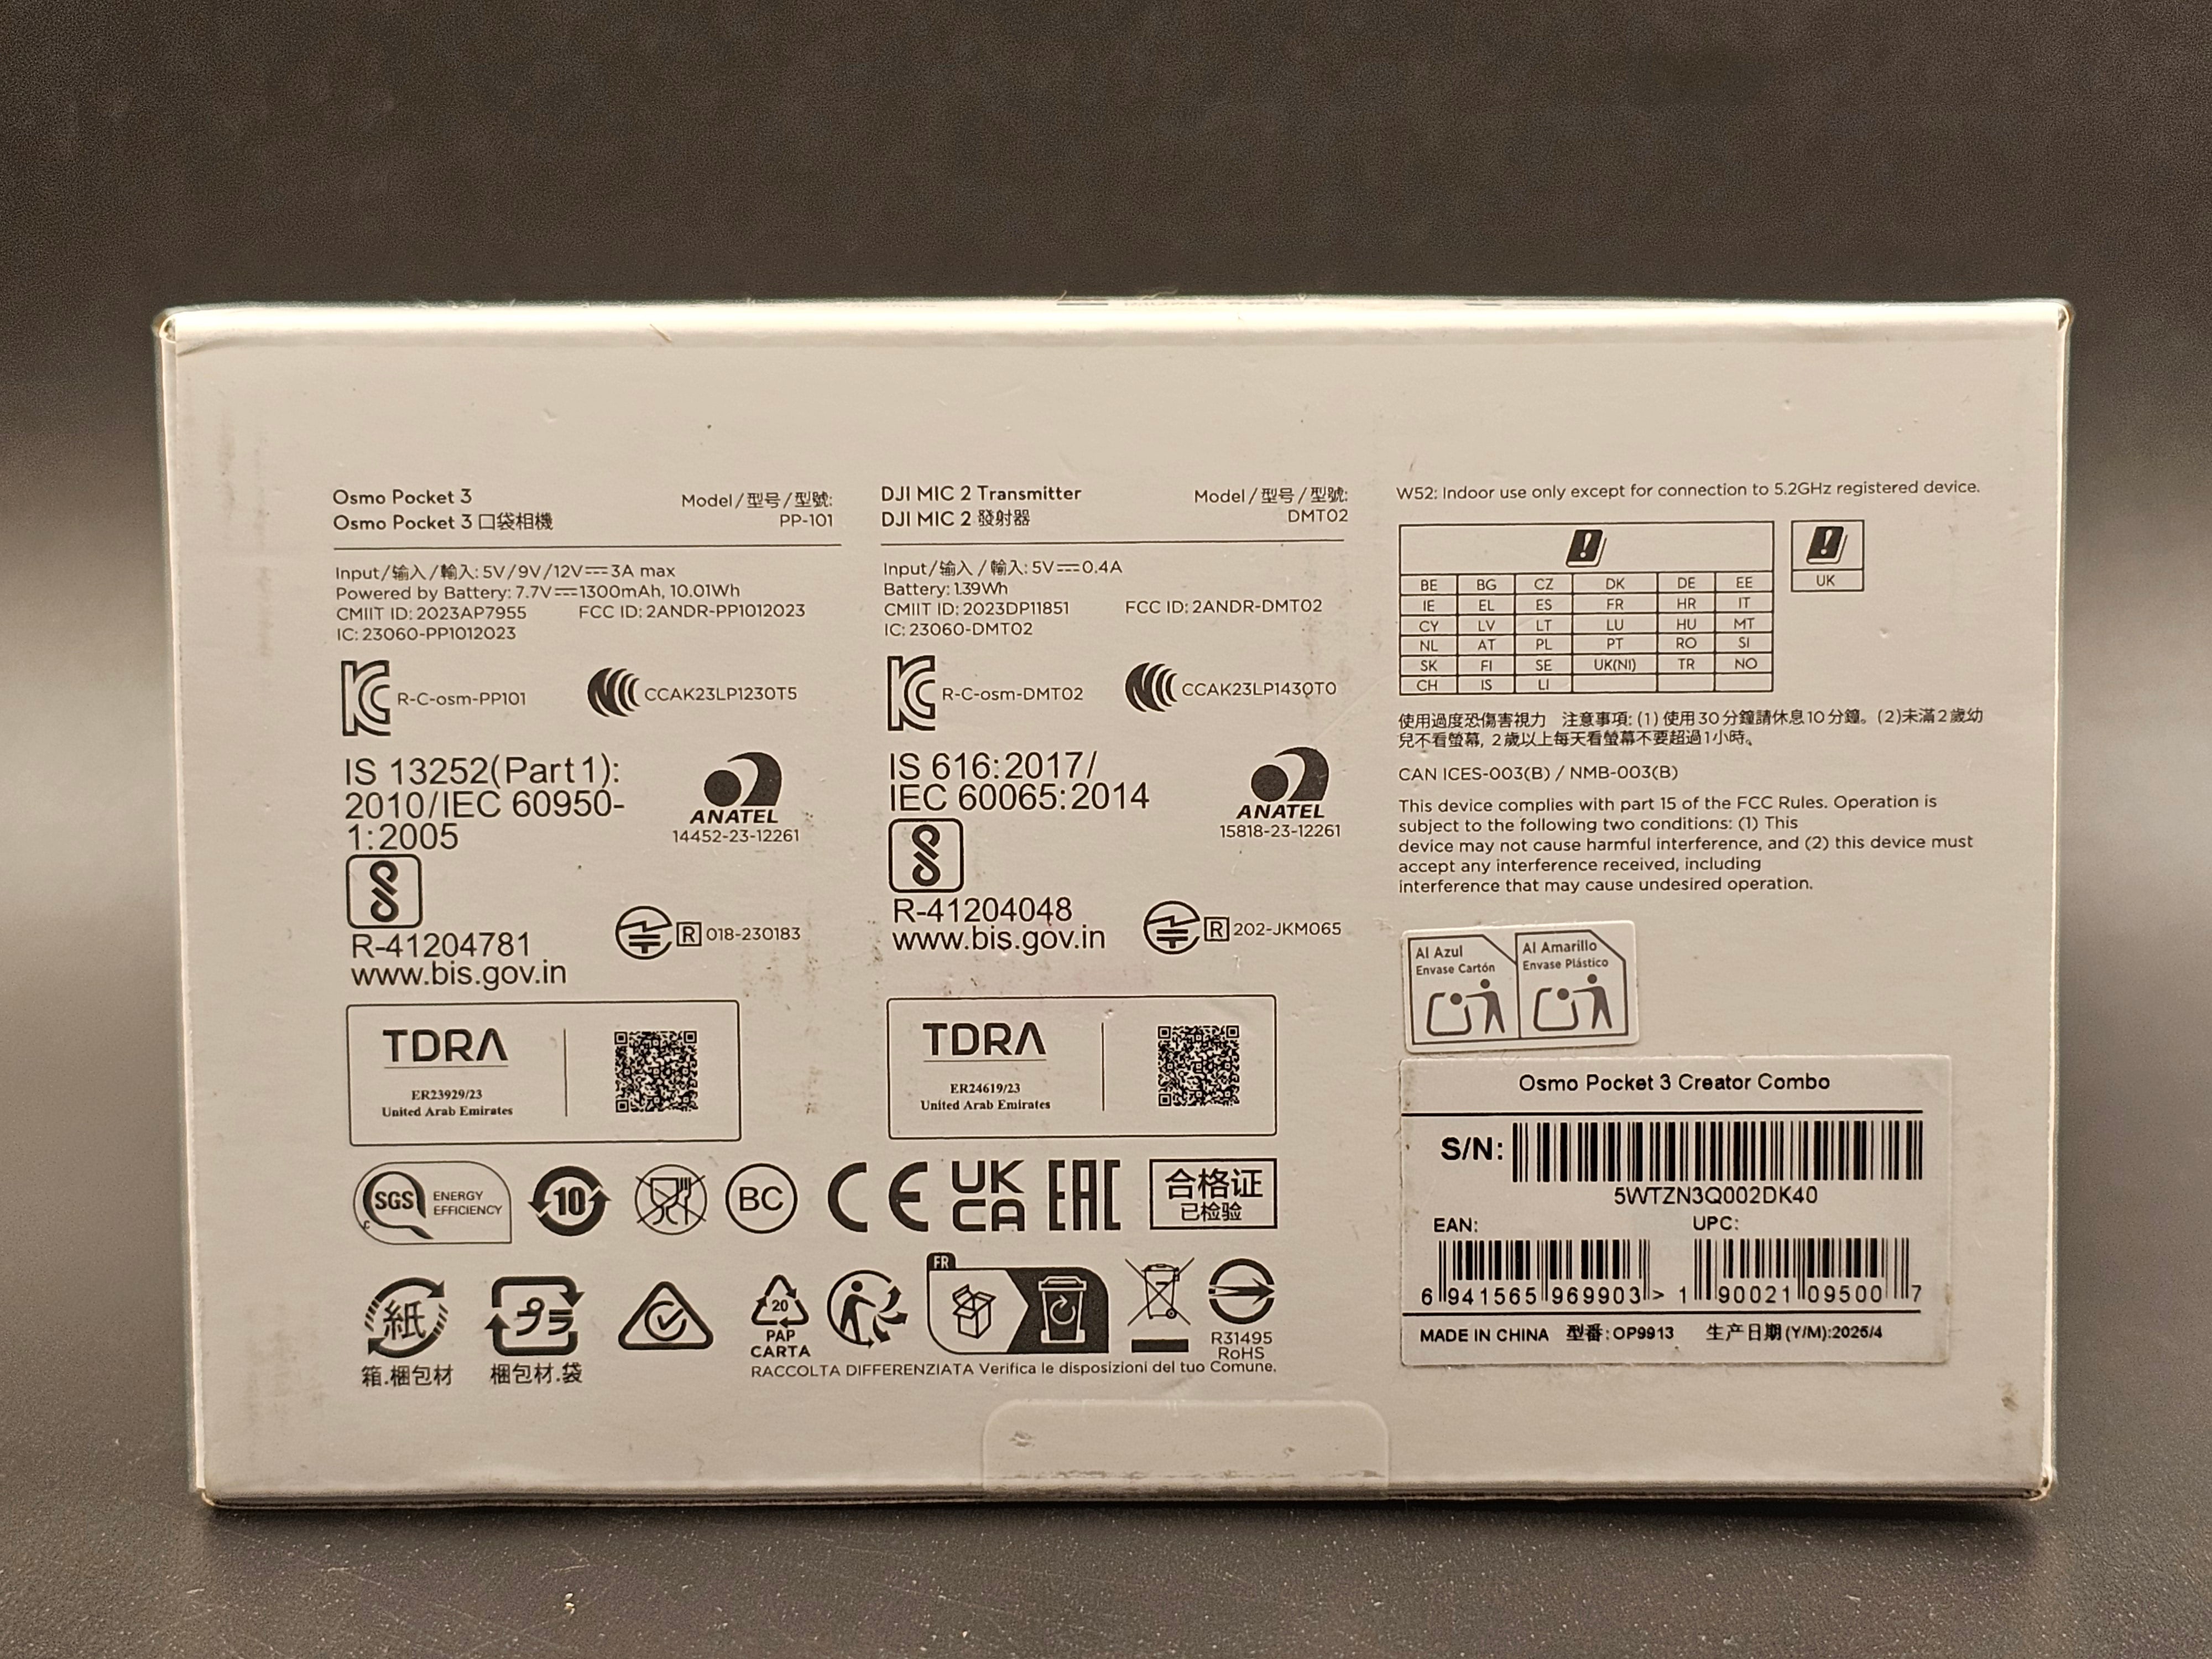 Osmo Pocket 3
Osmo Pocket 3 口袋相機
Model/型号/型號:
PP-101
Input/输入/輸入: 5V/9V/12V⎓3A max
Powered by Battery: 7.7V⎓1300mAh, 10.01Wh
CMIIT ID: 2023AP7955 FCC ID: 2ANDR-PP1012023
IC: 23060-PP1012023
R-C-osm-PP101
CCAK23LP1230T5
IS 13252(Part 1):
2010/IEC 60950-
1:2005
ANATEL
14452-23-12261
R-41204781
www.bis.gov.in
R 018-230183
TDRA
ER23929/23
United Arab Emirates
DJI MIC 2 Transmitter
DJI MIC 2 發射器
Model/型号/型號:
DMT02
Input/输入/輸入: 5V⎓0.4A
Battery: 1.39Wh
CMIIT ID: 2023DP11851 FCC ID: 2ANDR-DMT02
IC: 23060-DMT02
R-C-osm-DMT02
CCAK23LP1430T0
IS 616:2017/
IEC 60065:2014
ANATEL
15818-23-12261
R-41204048
www.bis.gov.in
R 202-JKM065
TDRA
ER24619/23
United Arab Emirates
SGS ENERGY
EFFICIENCY
10
BC
CE
UK
CA
EAC
合格证
已检验
紙
箱.梱包材
プラ
梱包材.袋
20
PAP
CARTA
FR
R31495
RoHS
RACCOLTA DIFFERENZIATA Verifica le disposizioni del tuo Comune.
W52: Indoor use only except for connection to 5.2GHz registered device.
BE BG CZ DK DE EE
IE EL ES FR HR IT
CY LV LT LU HU MT
NL AT PL PT RO SI
SK FI SE UK(NI) TR NO
CH IS LI
UK
使用過度恐傷害視力 注意事項: (1) 使用30分鐘請休息10分鐘。(2)未滿2歲幼
兒不看螢幕, 2歲以上每天看螢幕不要超過1小時。
CAN ICES-003(B) / NMB-003(B)
This device complies with part 15 of the FCC Rules. Operation is
subject to the following two conditions: (1) This
device may not cause harmful interference, and (2) this device must
accept any interference received, including
interference that may cause undesired operation.
Al Azul
Envase Cartón
Al Amarillo
Envase Plástico
Osmo Pocket 3 Creator Combo
S/N:
5WTZN3Q002DK40
EAN: UPC:
6 941565 969903 > 1 90021 09500 7
MADE IN CHINA 型番: OP9913 生产日期(Y/M):2025/4